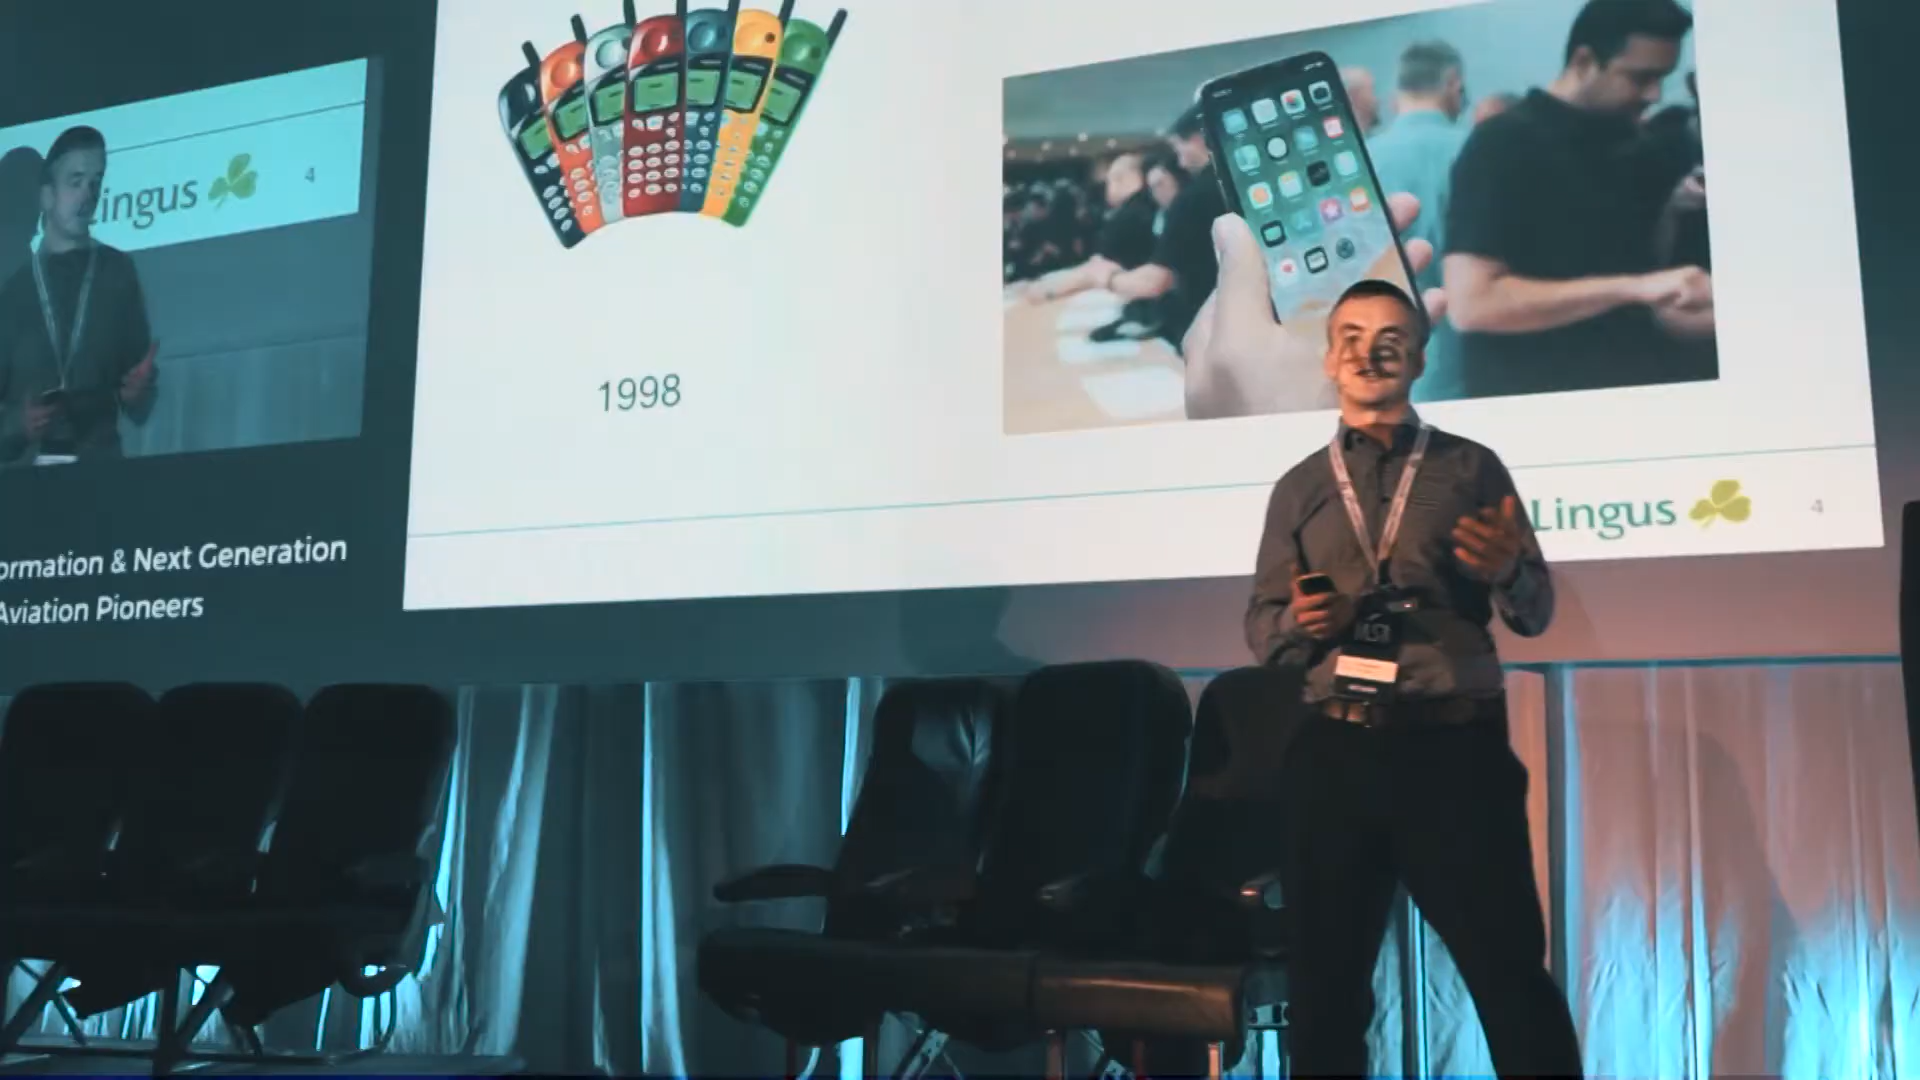 Lingus 4
1998
Lingus 4
ormation & Next Generation
Aviation Pioneers